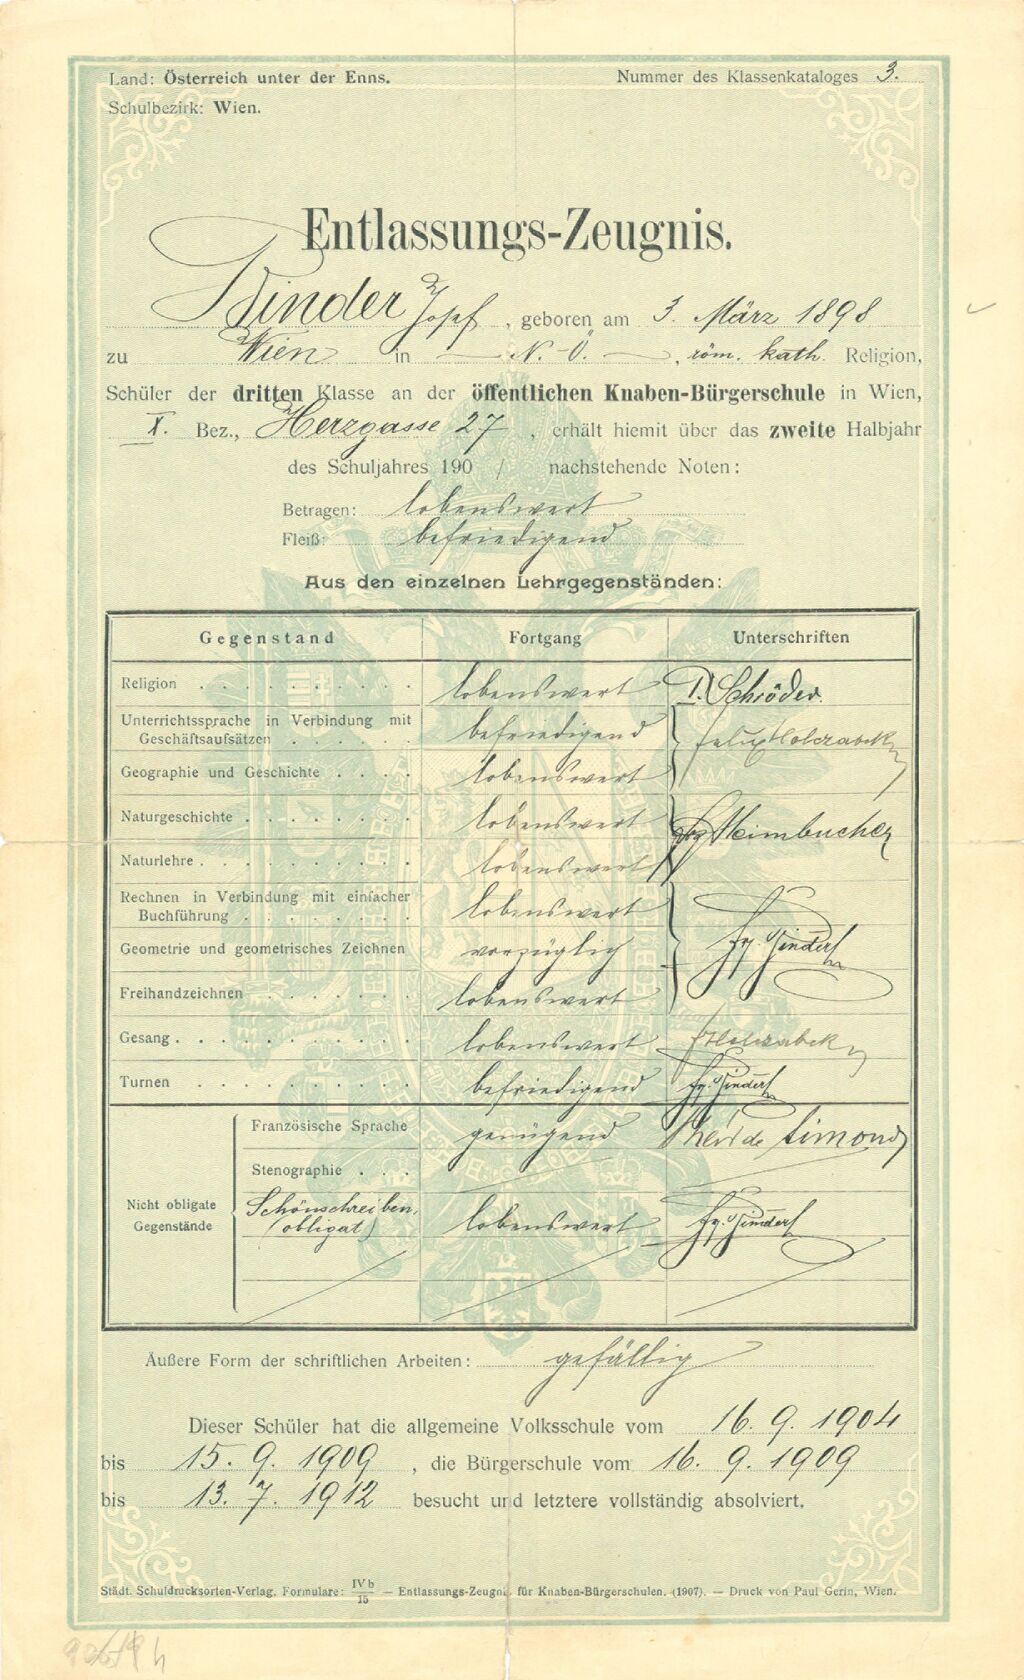 Land: Österreich unter der Enns. Nummer des Klassenkataloges 3.
Schulbezirk: Wien.
Entlassungs-Zeugnis.
Binder Josef, geboren am 3. März 1898
zu Wien in N. Ö., röm. kath. Religion,
Schüler der dritten Klasse an der öffentlichen Knaben-Bürgerschule in Wien,
X. Bez., Herzgasse 27, erhält hiemit über das zweite Halbjahr
des Schuljahres 190 / nachstehende Noten:
Betragen: lobenswert
Fleiß: befriedigend
Aus den einzelnen Lehrgegenständen:
Gegenstand Fortgang Unterschriften
Religion lobenswert P. Schröder.
Unterrichtssprache in Verbindung mit
Geschäftsaufsätzen befriedigend Felix Holzabek
Geographie und Geschichte lobenswert
Naturgeschichte lobenswert Heimbucher
Naturlehre lobenswert
Rechnen in Verbindung mit einfacher
Buchführung lobenswert
Geometrie und geometrisches Zeichnen vorzüglich
Freihandzeichnen lobenswert
Gesang lobenswert Holzabek
Turnen befriedigend
Nicht obligate
Gegenstände
Französische Sprache genügend Simond
Stenographie
Schönschreiben
(obligat) lobenswert
Äußere Form der schriftlichen Arbeiten: gefällig
Dieser Schüler hat die allgemeine Volksschule vom 16. 9. 1904
bis 15. 9. 1909, die Bürgerschule vom 16. 9. 1909
bis 13. 7. 1912 besucht und letztere vollständig absolviert.
Städt. Schuldrucksorten-Verlag. Formulare: IVb/15 — Entlassungs-Zeugnis für Knaben-Bürgerschulen. (1907). — Druck von Paul Gerin, Wien.